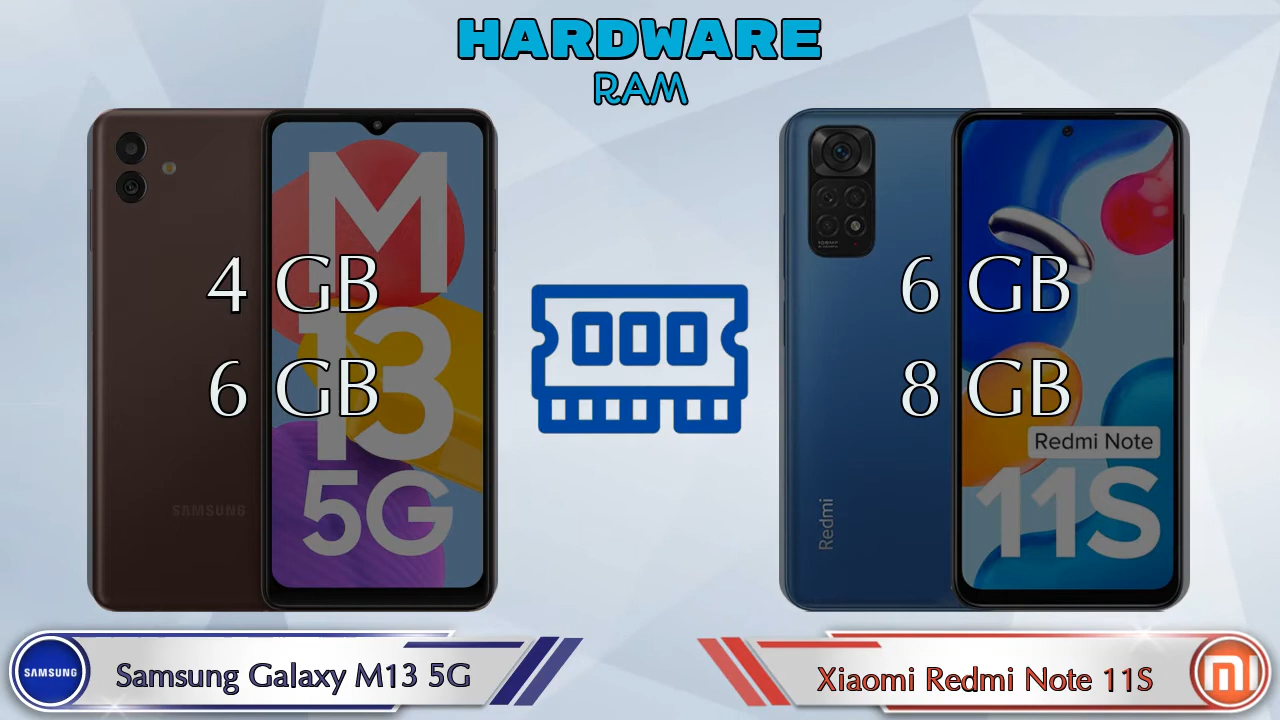 HARDWARE
RAM
M
13
5G
4 GB
6 GB
SAMSUNG
6 GB
8 GB
Redmi Note
11S
Redmi
SAMSUNG
Samsung Galaxy M13 5G
Xiaomi Redmi Note 11S